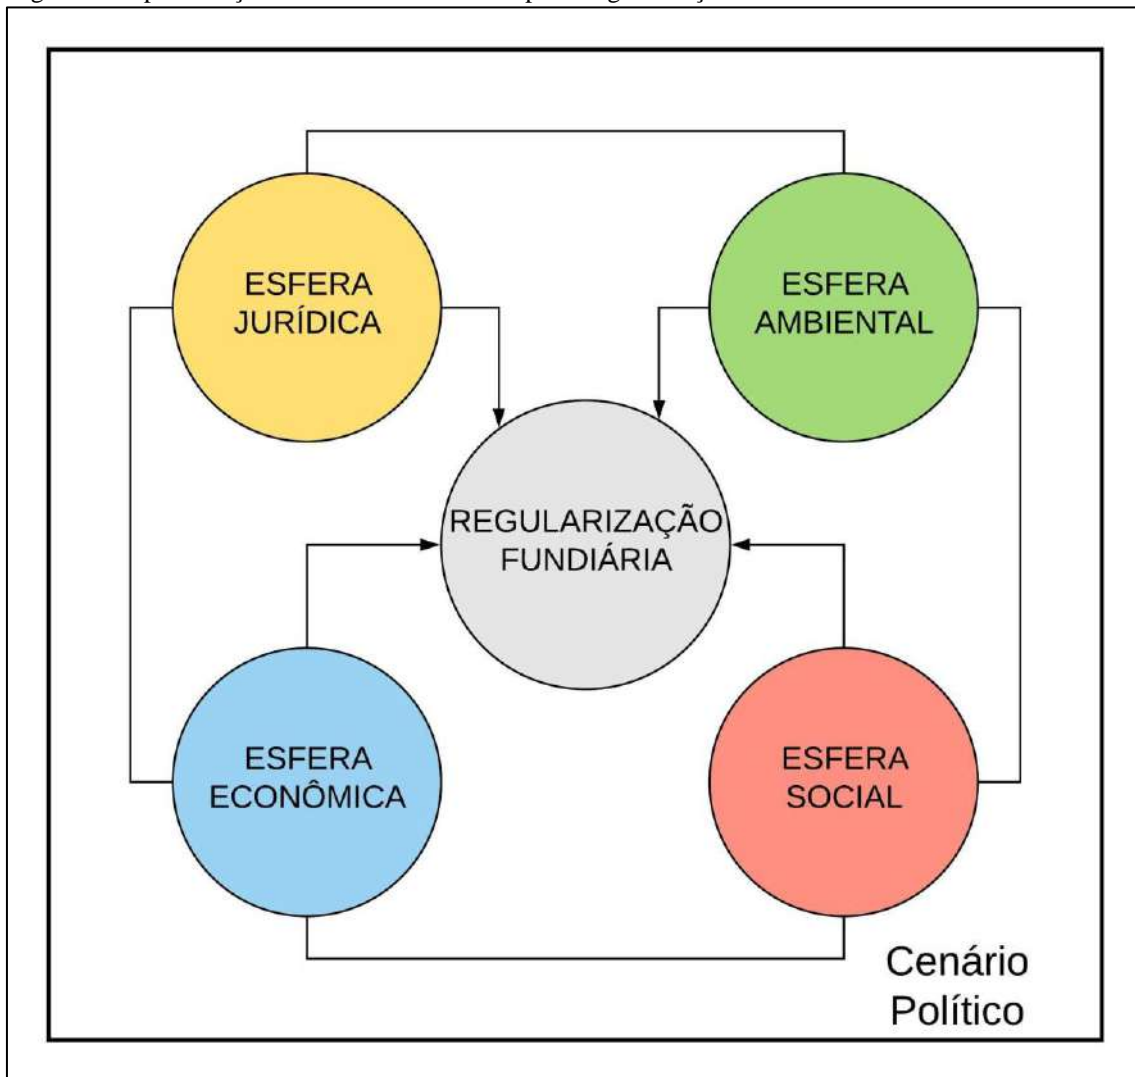 ESFERA
JURÍDICA
ESFERA
AMBIENTAL
REGULARIZAÇÃO
FUNDIÁRIA
ESFERA
ECONÔMICA
ESFERA
SOCIAL
Cenário
Político